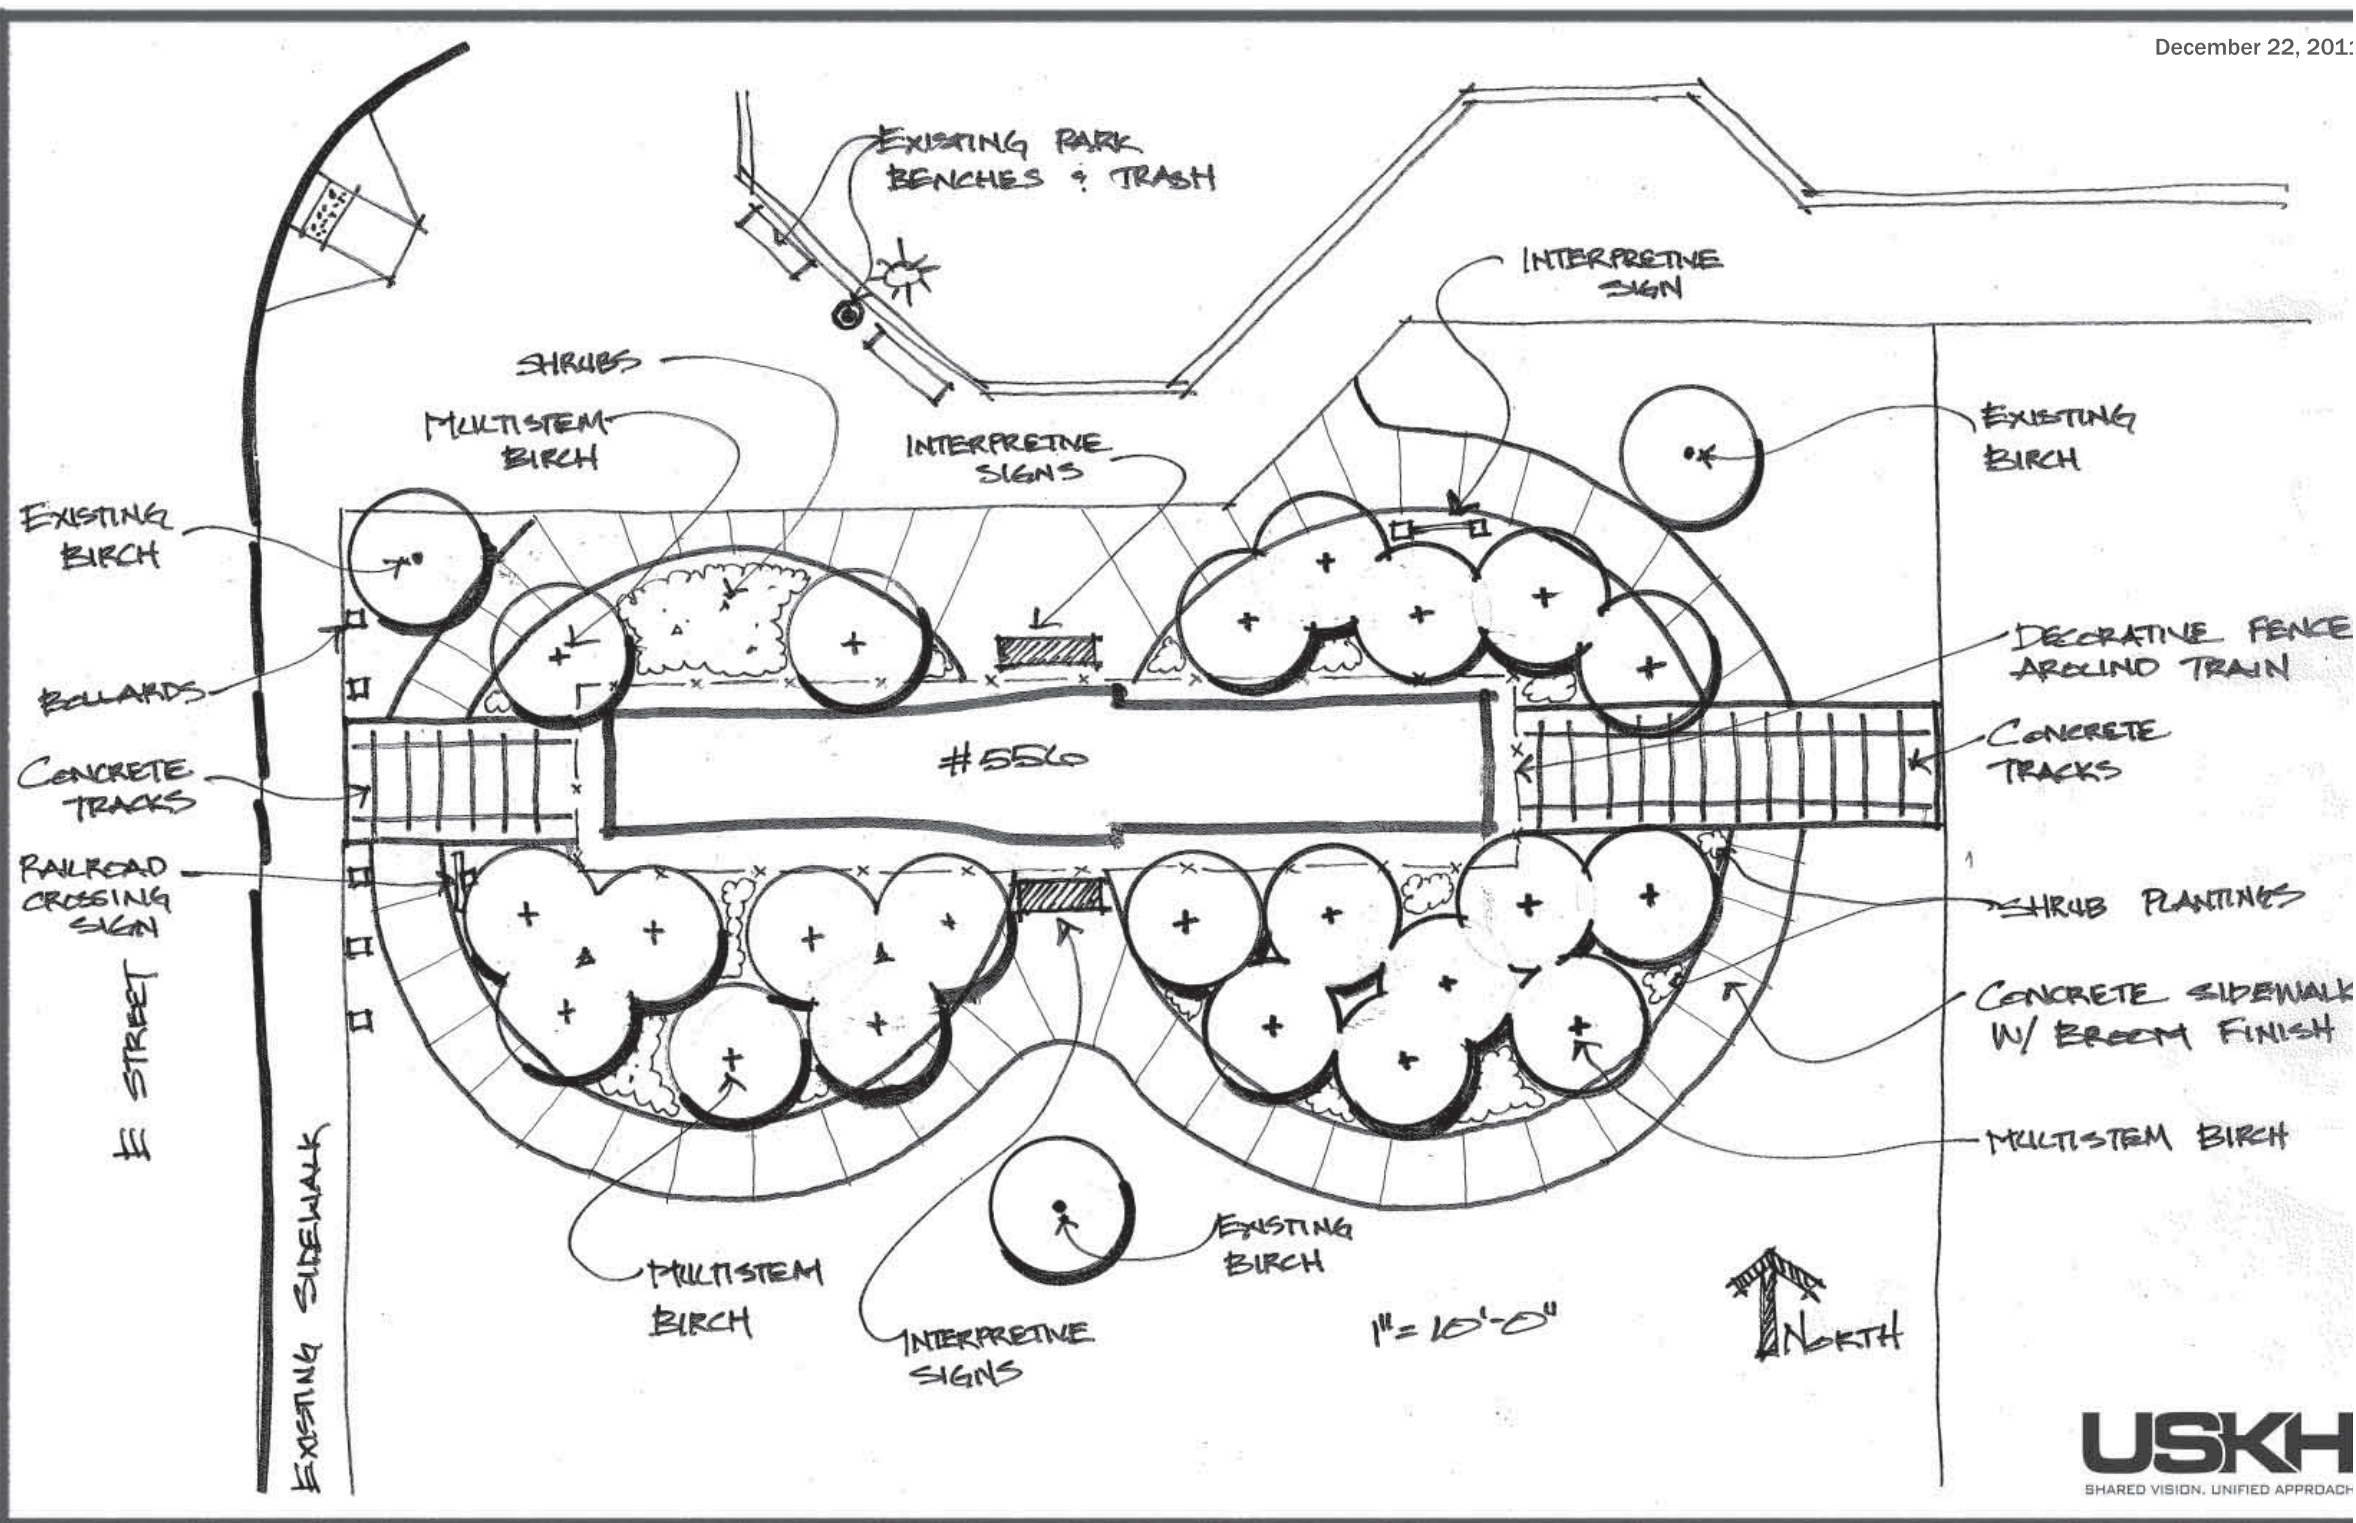 December 22, 2011
EXISTING PARK
BENCHES & TRASH
INTERPRETIVE
SIGN
SHRUBS
MULTISTEM
BIRCH
INTERPRETIVE
SIGNS
EXISTING
BIRCH
EXISTING
BIRCH
BOLLARDS
DECORATIVE FENCE
AROUND TRAIN
CONCRETE
TRACKS
#556
CONCRETE
TRACKS
RAILROAD
CROSSING
SIGN
SHRUB PLANTINGS
CONCRETE SIDEWALK
W/ BROOM FINISH
E STREET
EXISTING SIDEWALK
MULTISTEM BIRCH
EXISTING
BIRCH
MULTISTEM
BIRCH
INTERPRETIVE
SIGNS
1"=10'-0"
NORTH
USKH
SHARED VISION. UNIFIED APPROACH